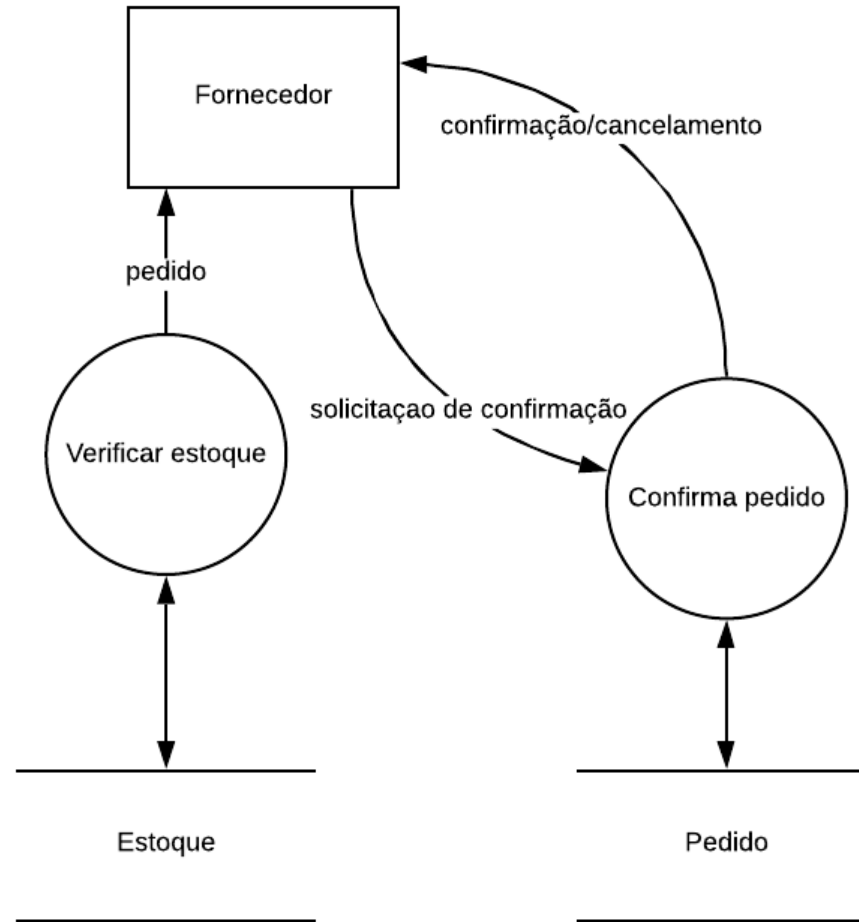 Fornecedor
confirmação/cancelamento
pedido
solicitaçao de confirmação
Verificar estoque
Confirma pedido
Estoque
Pedido